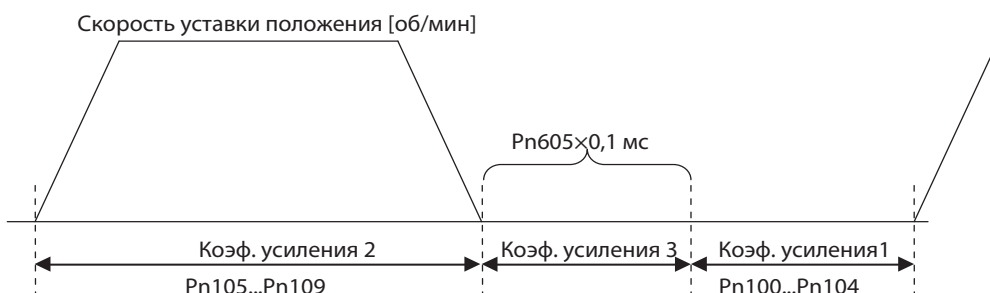 Скорость уставки положения [об/мин]
Pn605×0,1 мс
Коэф. усиления 2
Коэф. усиления 3
Коэф. усиления1
Pn105...Pn109
Pn100...Pn104